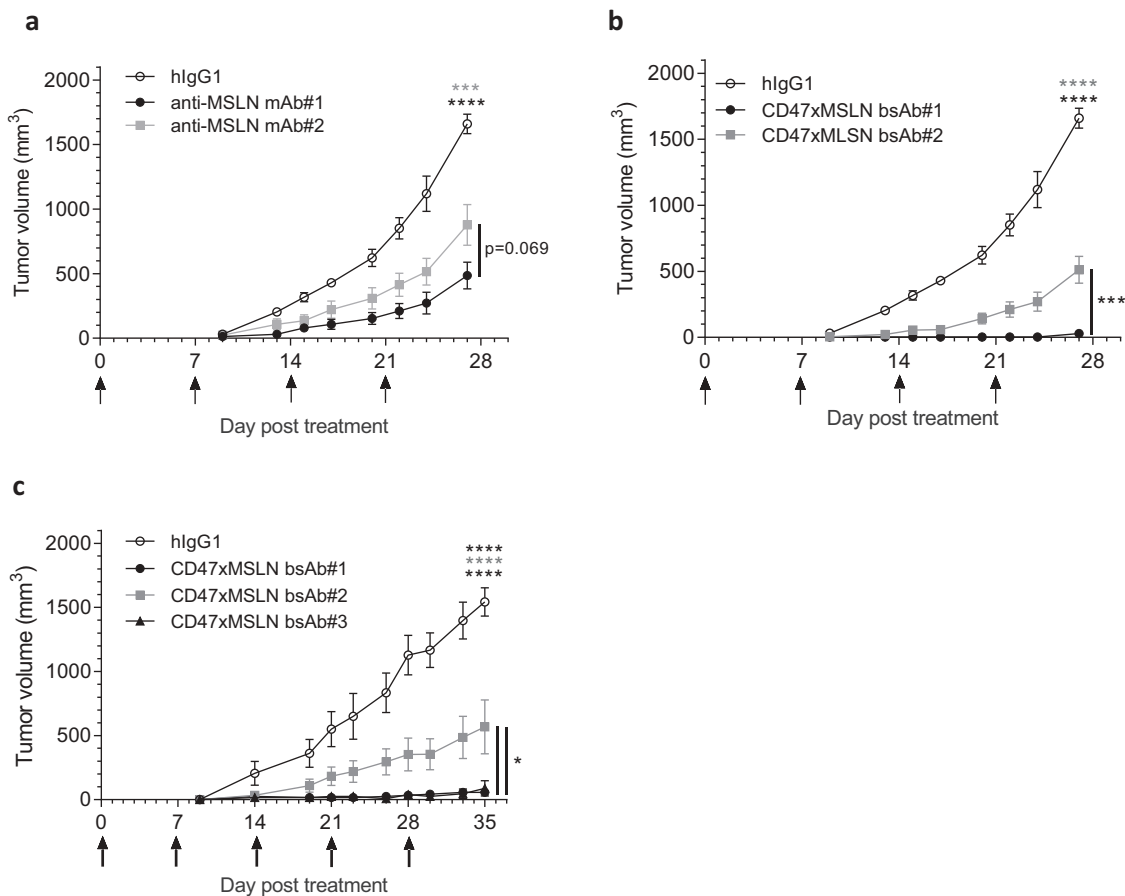 a
Tumor volume (mm³)
2000
1500
1000
500
0
hIgG1
anti-MSLN mAb#1
anti-MSLN mAb#2
***
****
p=0.069
0 7 14 21 28
Day post treatment
b
Tumor volume (mm³)
2000
1500
1000
500
0
hIgG1
CD47xMSLN bsAb#1
CD47xMLSN bsAb#2
****
****
***
0 7 14 21 28
Day post treatment
c
Tumor volume (mm³)
2000
1500
1000
500
0
hIgG1
CD47xMSLN bsAb#1
CD47xMSLN bsAb#2
CD47xMSLN bsAb#3
****
****
****
*
0 7 14 21 28 35
Day post treatment